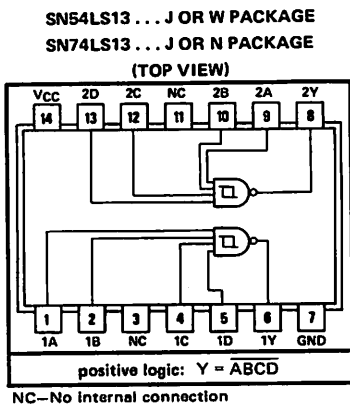 SN54LS13 . . . J OR W PACKAGE
SN74LS13 . . . J OR N PACKAGE
(TOP VIEW)
VCC 2D 2C NC 2B 2A 2Y
14 13 12 11 10 9 8
1 2 3 4 5 6 7
1A 1B NC 1C 1D 1Y GND
positive logic: Y = \overline{ABCD}
NC—No internal connection